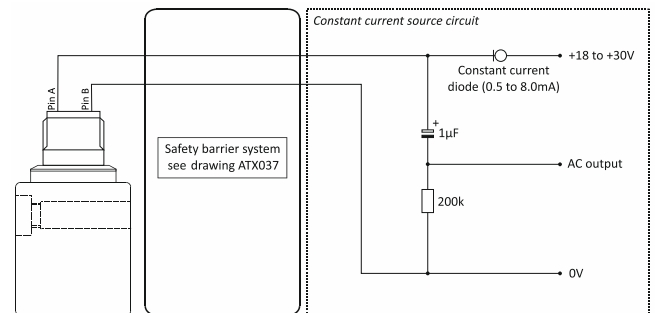 Constant current source circuit
Pin A
Pin B
+18 to +30V
Constant current
diode (0.5 to 8.0mA)
+
1µF
Safety barrier system
see drawing ATX037
AC output
200k
0V